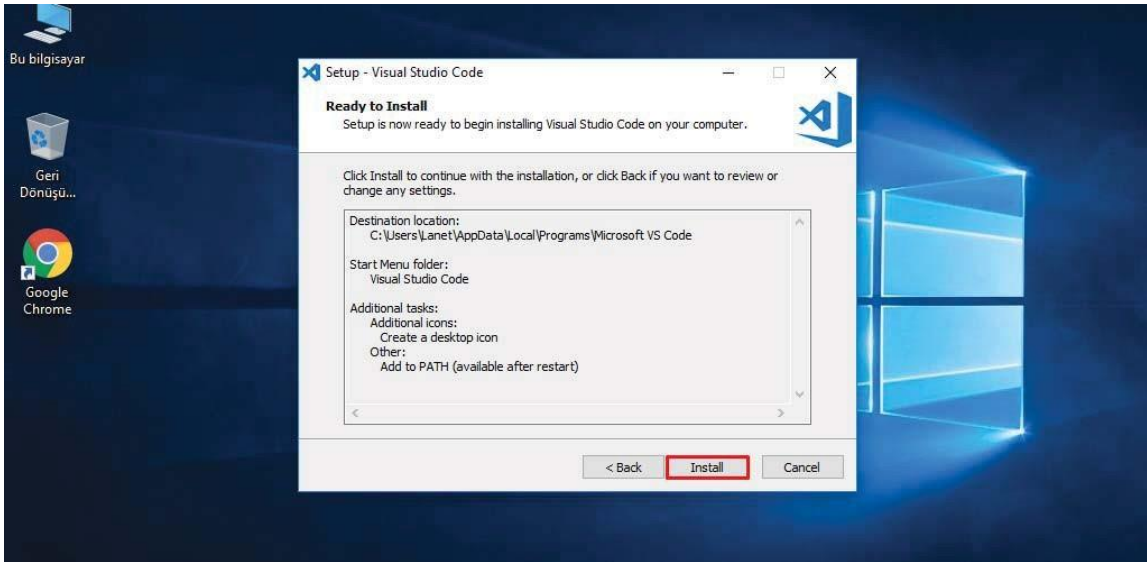 Bu bilgisayar
Geri
Dönüşü...
Google
Chrome
Setup - Visual Studio Code
Ready to Install
Setup is now ready to begin installing Visual Studio Code on your computer.
Click Install to continue with the installation, or click Back if you want to review or
change any settings.
Destination location:
C:\Users\Lanet\AppData\Local\Programs\Microsoft VS Code
Start Menu folder:
Visual Studio Code
Additional tasks:
Additional icons:
Create a desktop icon
Other:
Add to PATH (available after restart)
< Back
Install
Cancel